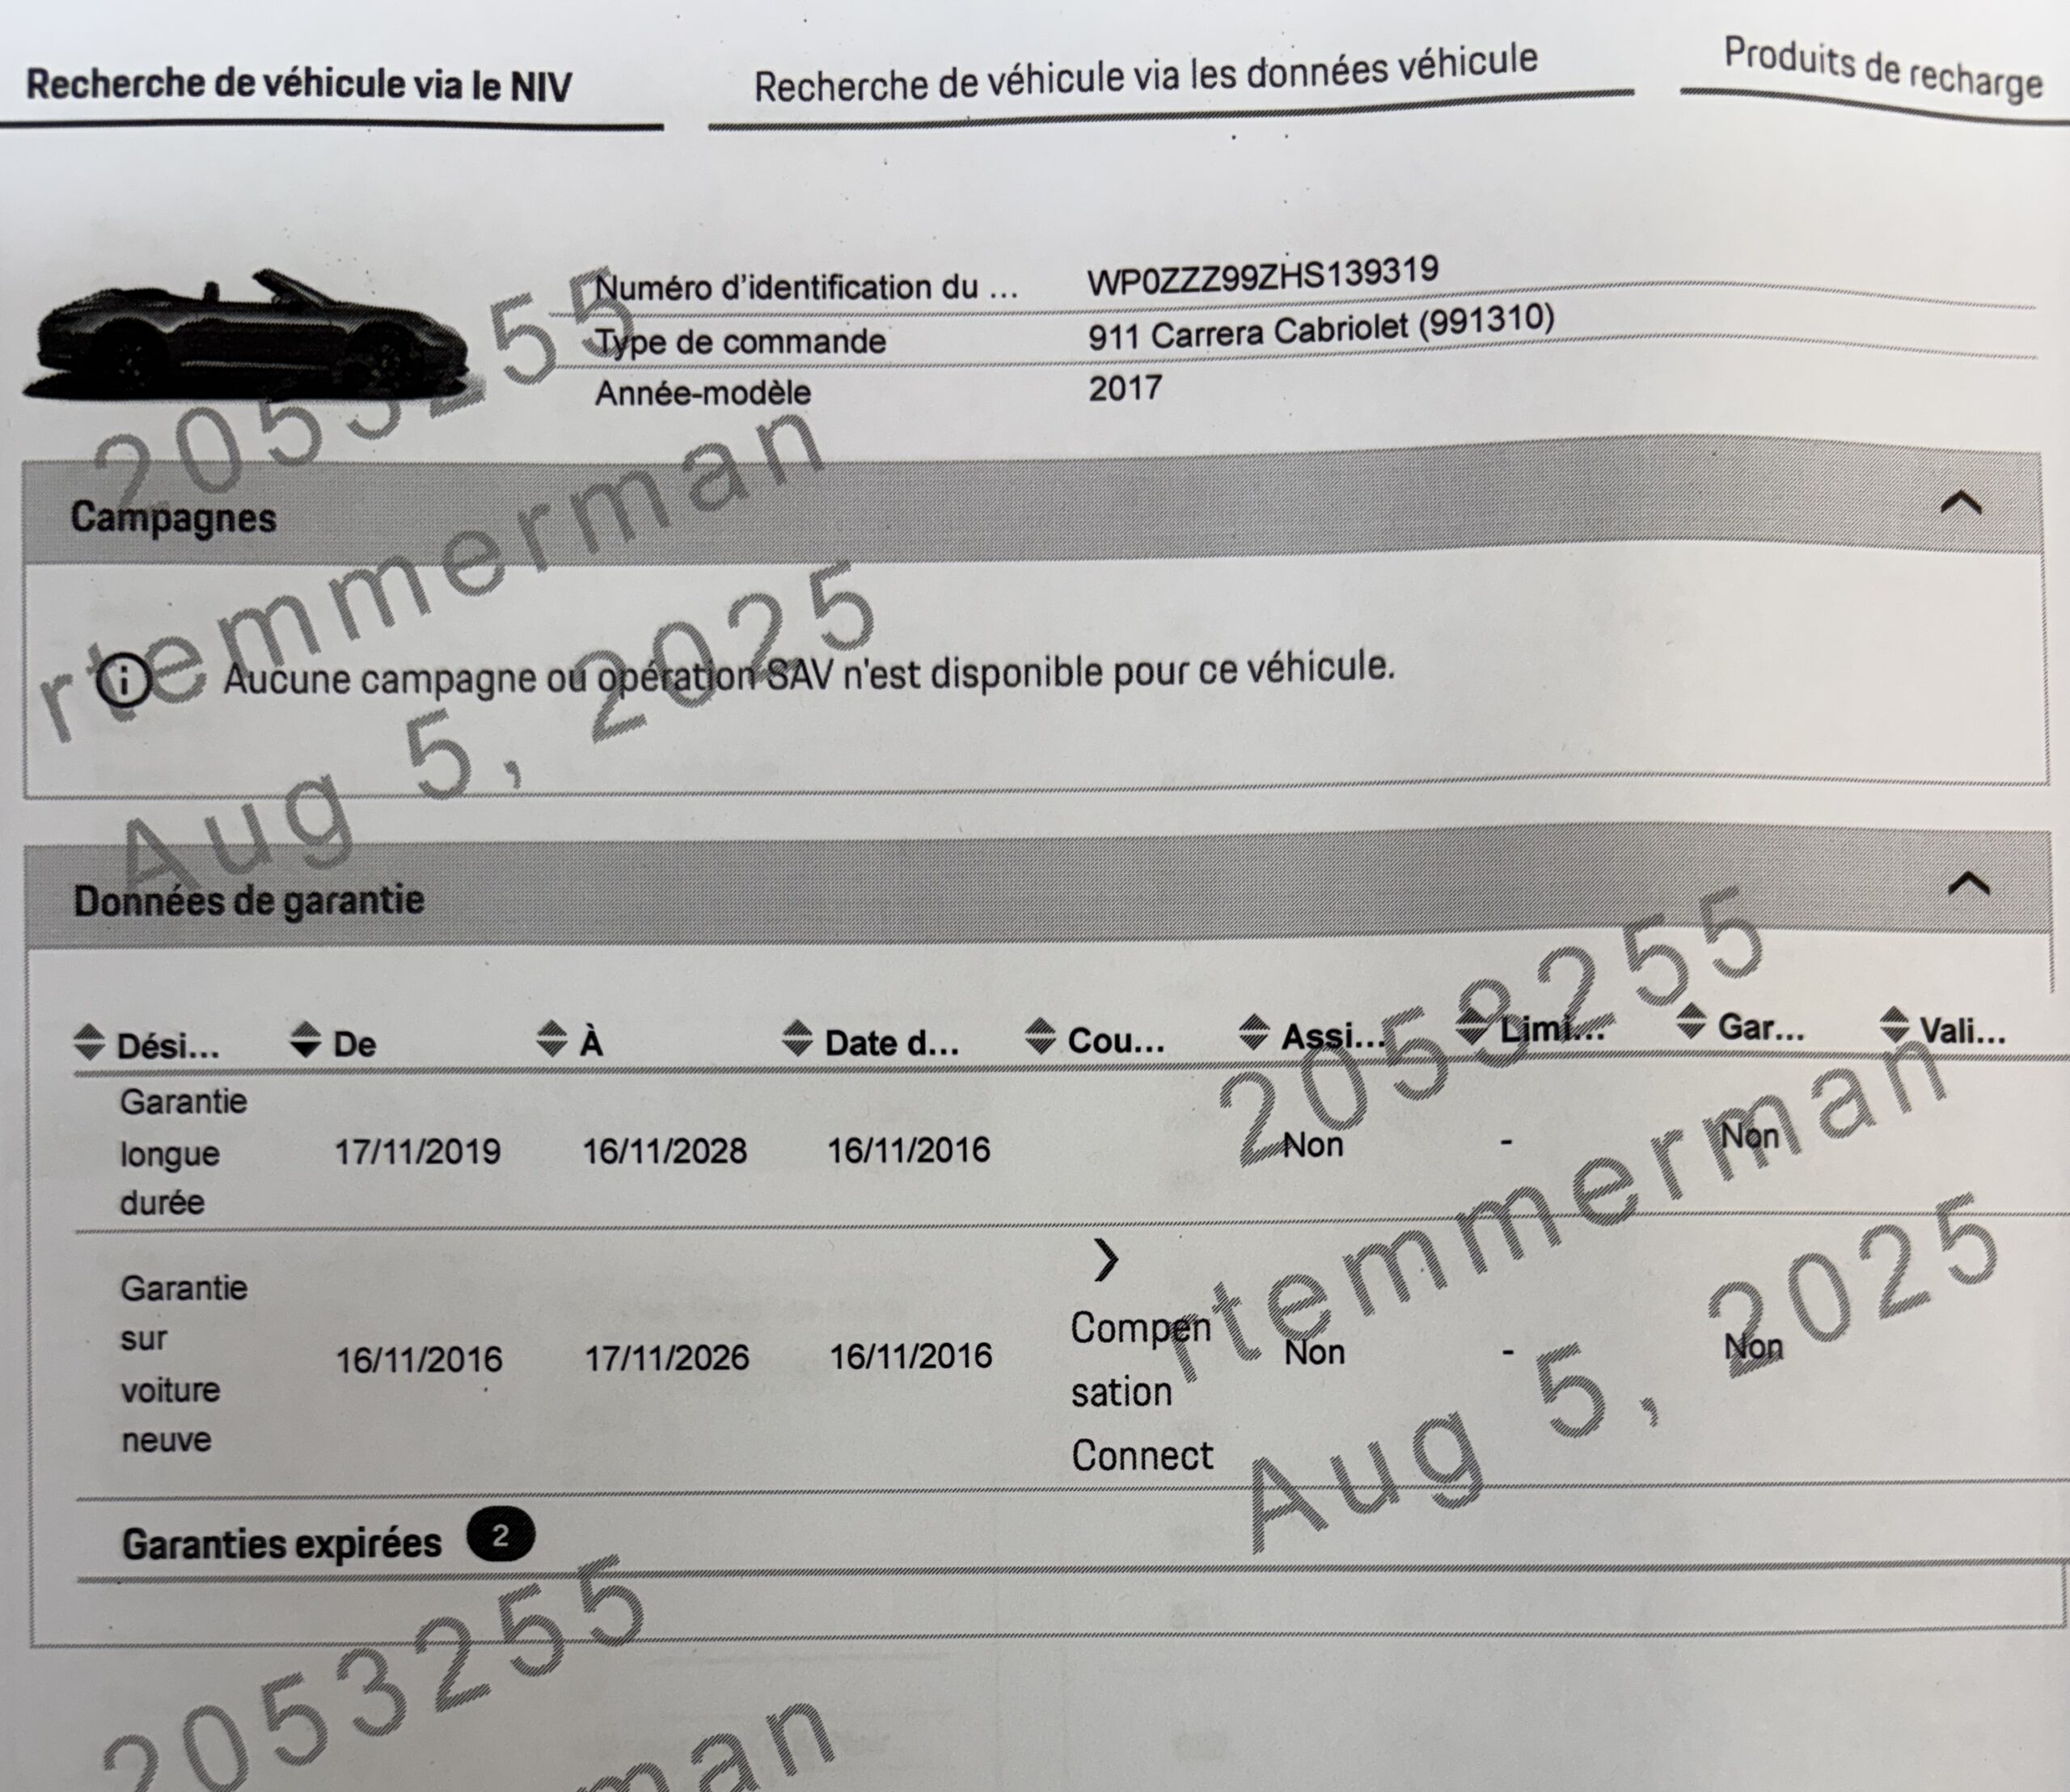 Recherche de véhicule via le NIV
Recherche de véhicule via les données véhicule
Produits de recharge
Numéro d'identification du ... WP0ZZZ99ZHS139319
Type de commande 911 Carrera Cabriolet (991310)
Année-modèle 2017
2053255
rtemmerman
Aug 5, 2025
Campagnes
Aucune campagne ou opération SAV n'est disponible pour ce véhicule.
Données de garantie
Dési... De À Date d... Cou... Assi... Limi... Gar... Vali...
Garantie
longue 17/11/2019 16/11/2028 16/11/2016 Non - Non
durée
Garantie
sur
voiture 16/11/2016 17/11/2026 16/11/2016 Non - Non
neuve
Compen
sation
Connect
2053255
rtemmerman
Aug 5, 2025
Garanties expirées 2
2053255
man